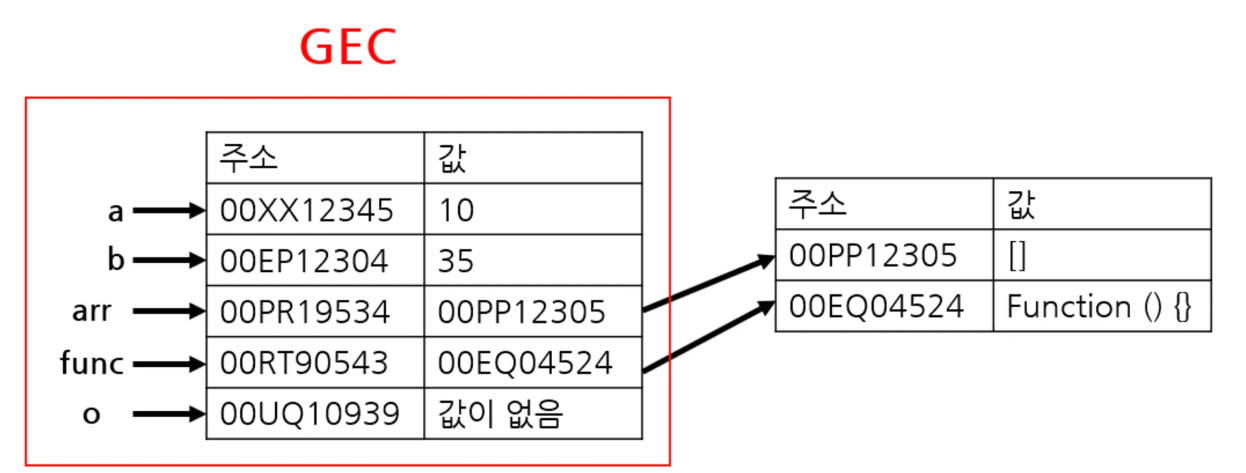 GEC
주소 값
a 00XX12345 10
b 00EP12304 35
arr 00PR19534 00PP12305
func 00RT90543 00EQ04524
o 00UQ10939 값이 없음
주소 값
00PP12305 []
00EQ04524 Function () {}